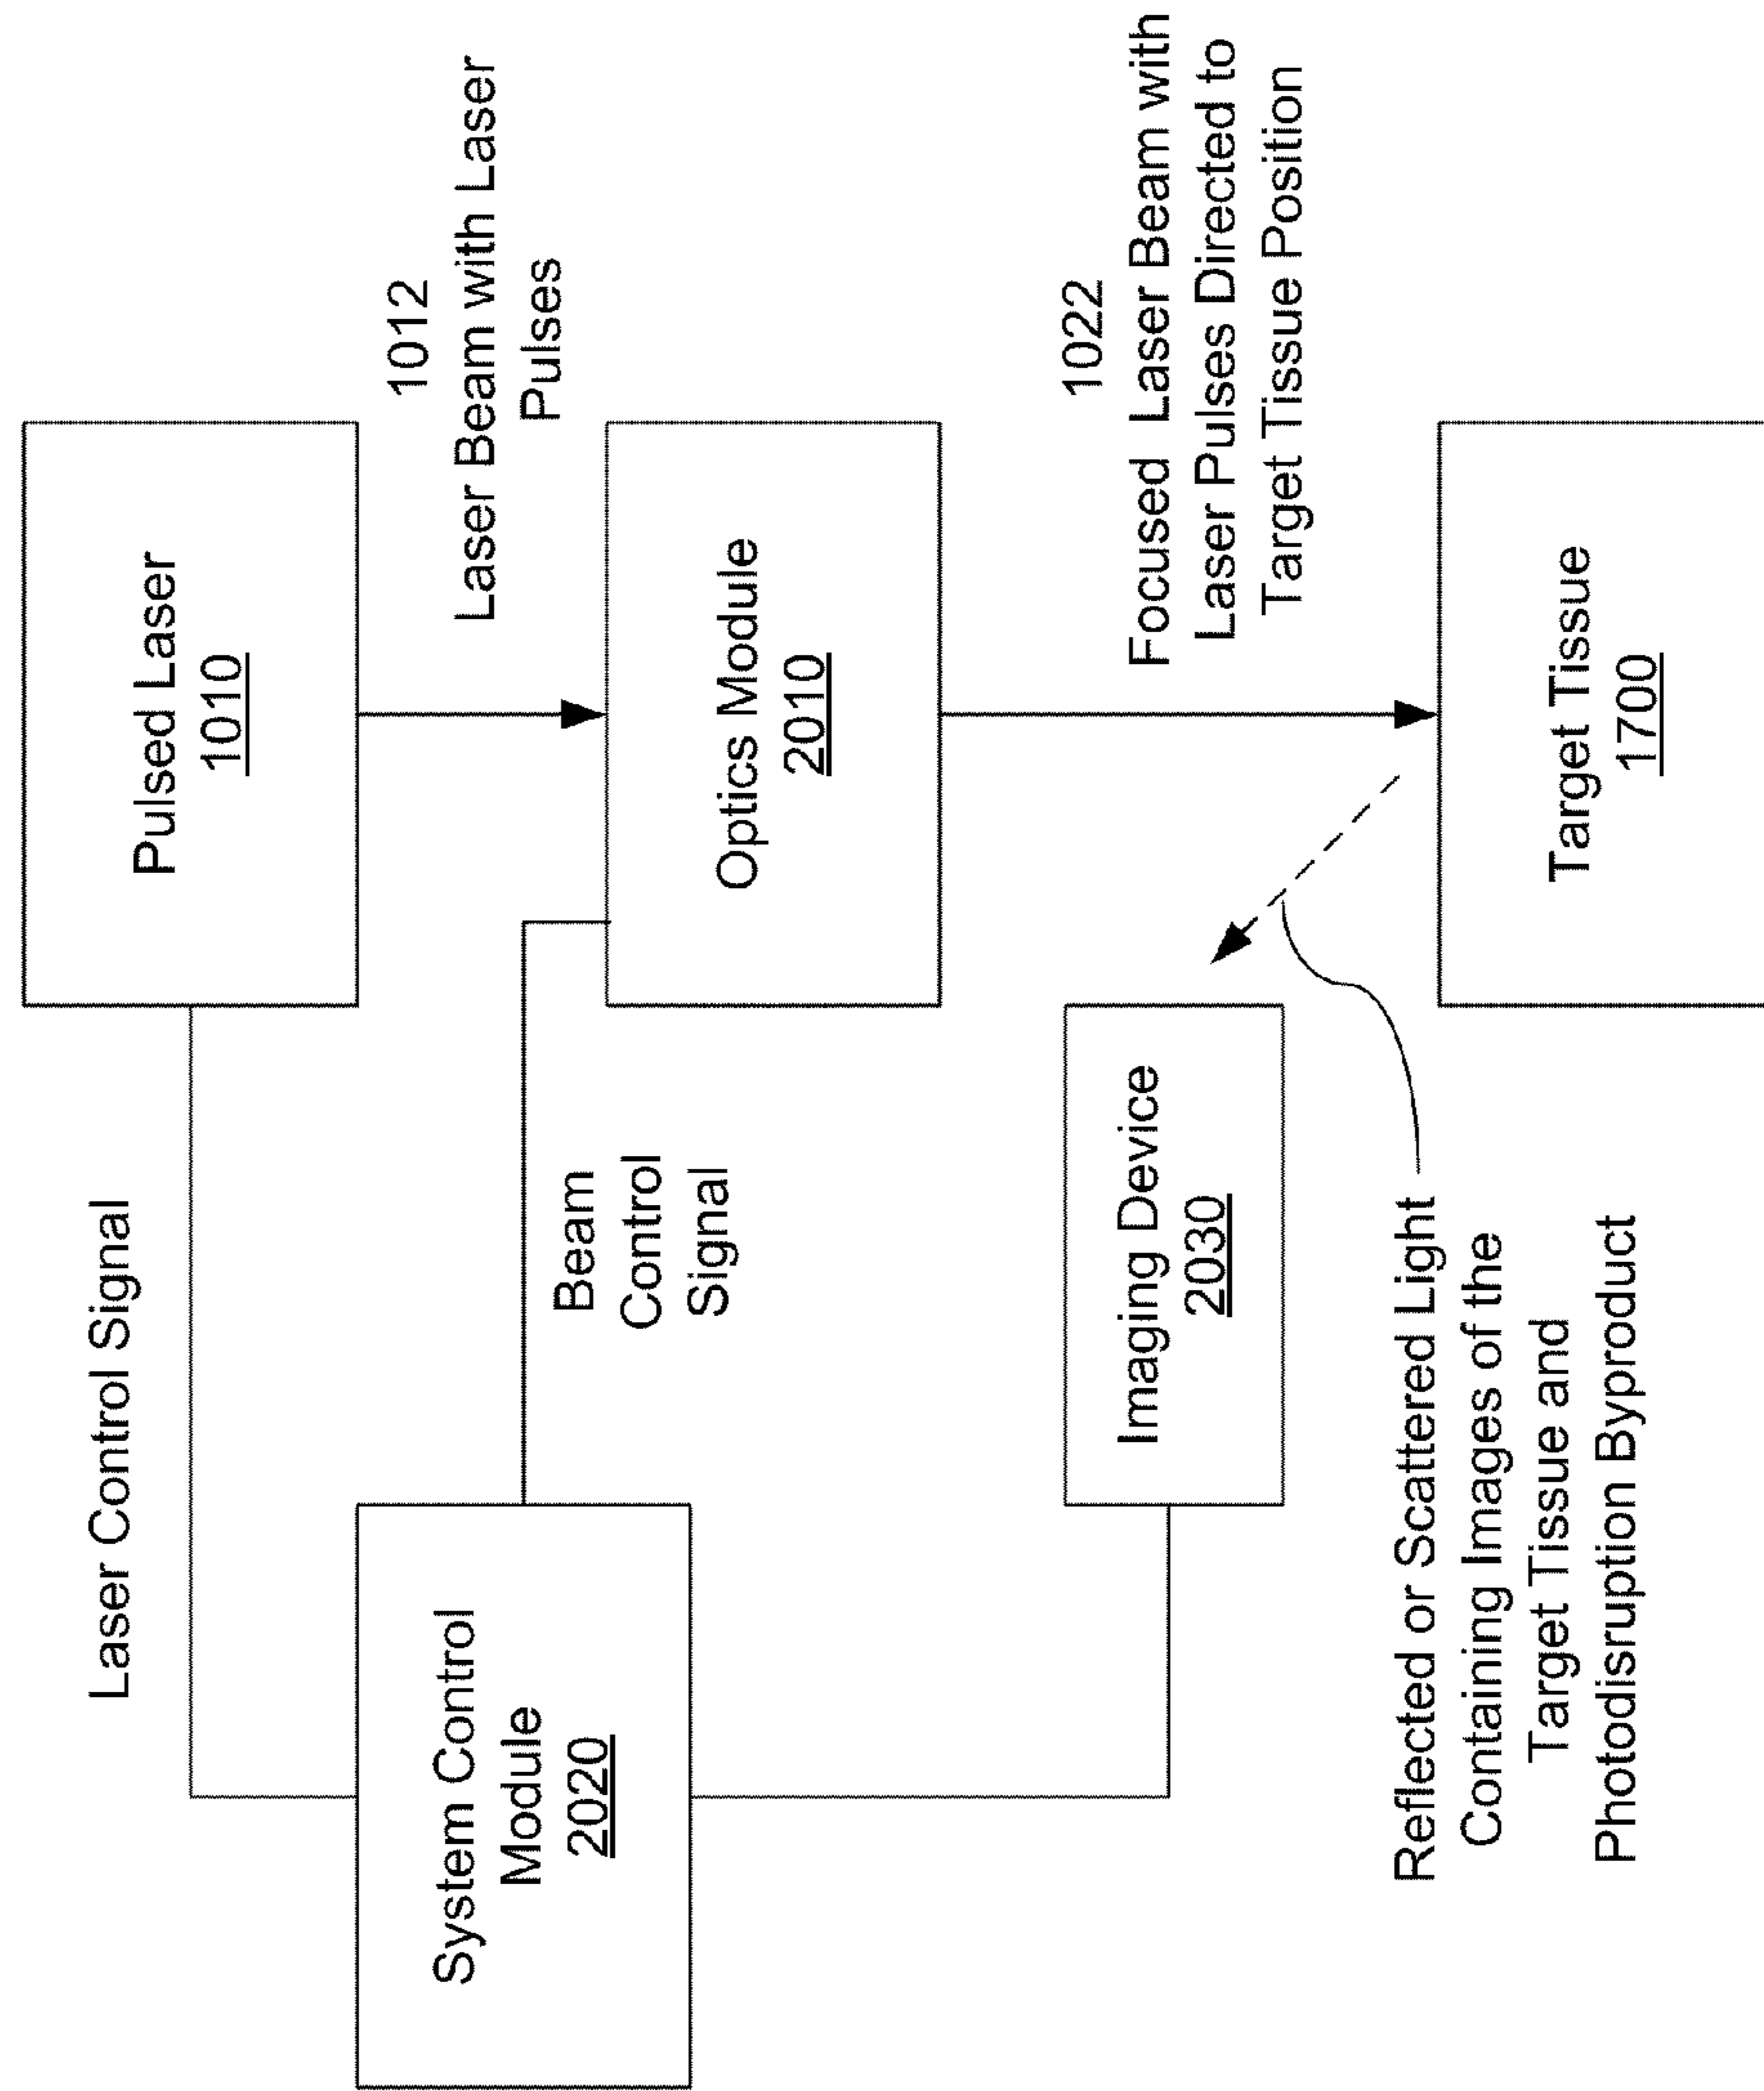 Pulsed Laser
1010
1012
Laser Beam with Laser
Pulses
Optics Module
2010
1022
Focused Laser Beam with
Laser Pulses Directed to
Target Tissue Position
Target Tissue
1700
Laser Control Signal
Beam
Control
Signal
System Control
Module
2020
Imaging Device
2030
Reflected or Scattered Light
Containing Images of the
Target Tissue and
Photodisruption Byproduct